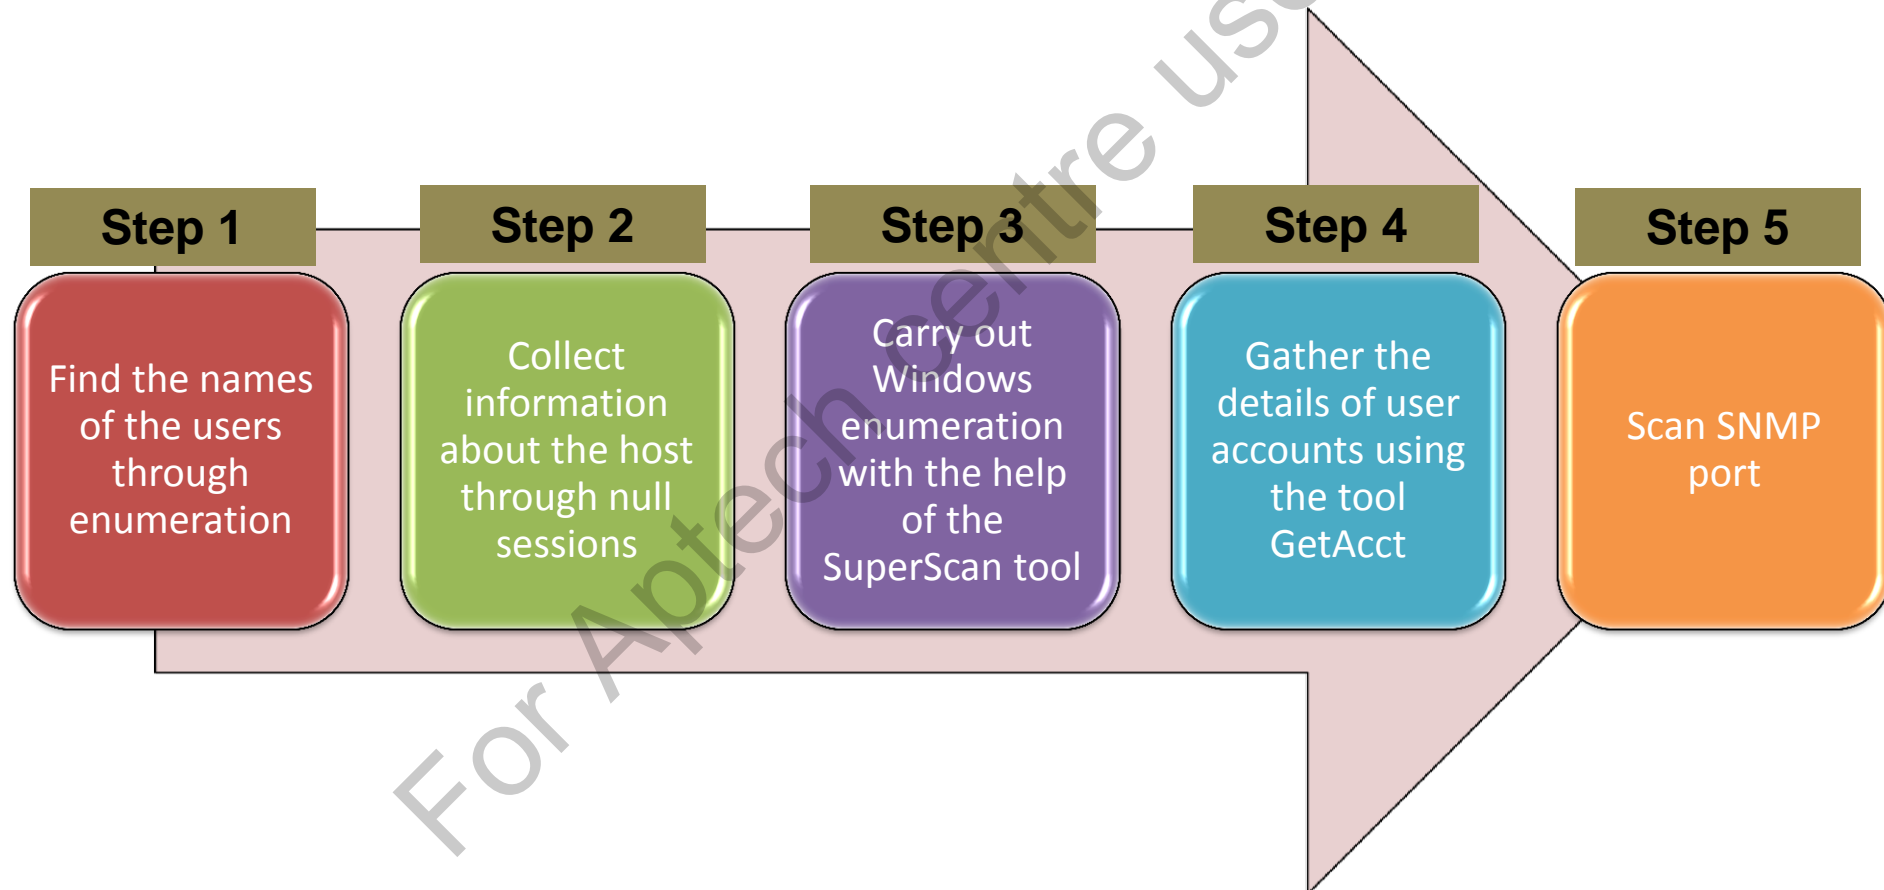 Step 1
Find the names
of the users
through
enumeration
Step 2
Collect
information
about the host
through null
sessions
Step 3
Carry out
Windows
enumeration
with the help
of the
SuperScan tool
Step 4
Gather the
details of user
accounts using
the tool
GetAcct
Step 5
Scan SNMP
port
For Aptech centre use